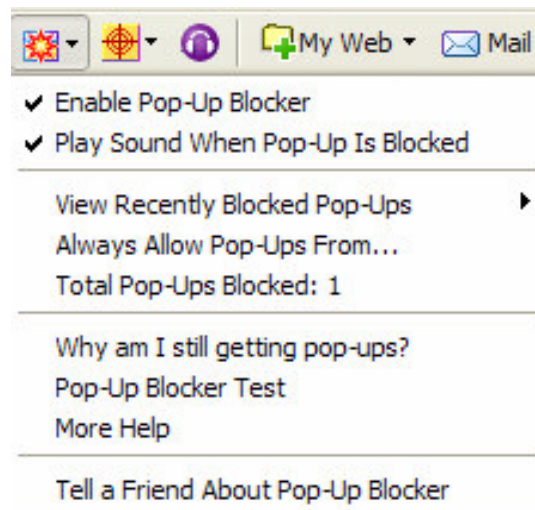 My Web Mail
Enable Pop-Up Blocker
Play Sound When Pop-Up Is Blocked
View Recently Blocked Pop-Ups
Always Allow Pop-Ups From...
Total Pop-Ups Blocked: 1
Why am I still getting pop-ups?
Pop-Up Blocker Test
More Help
Tell a Friend About Pop-Up Blocker